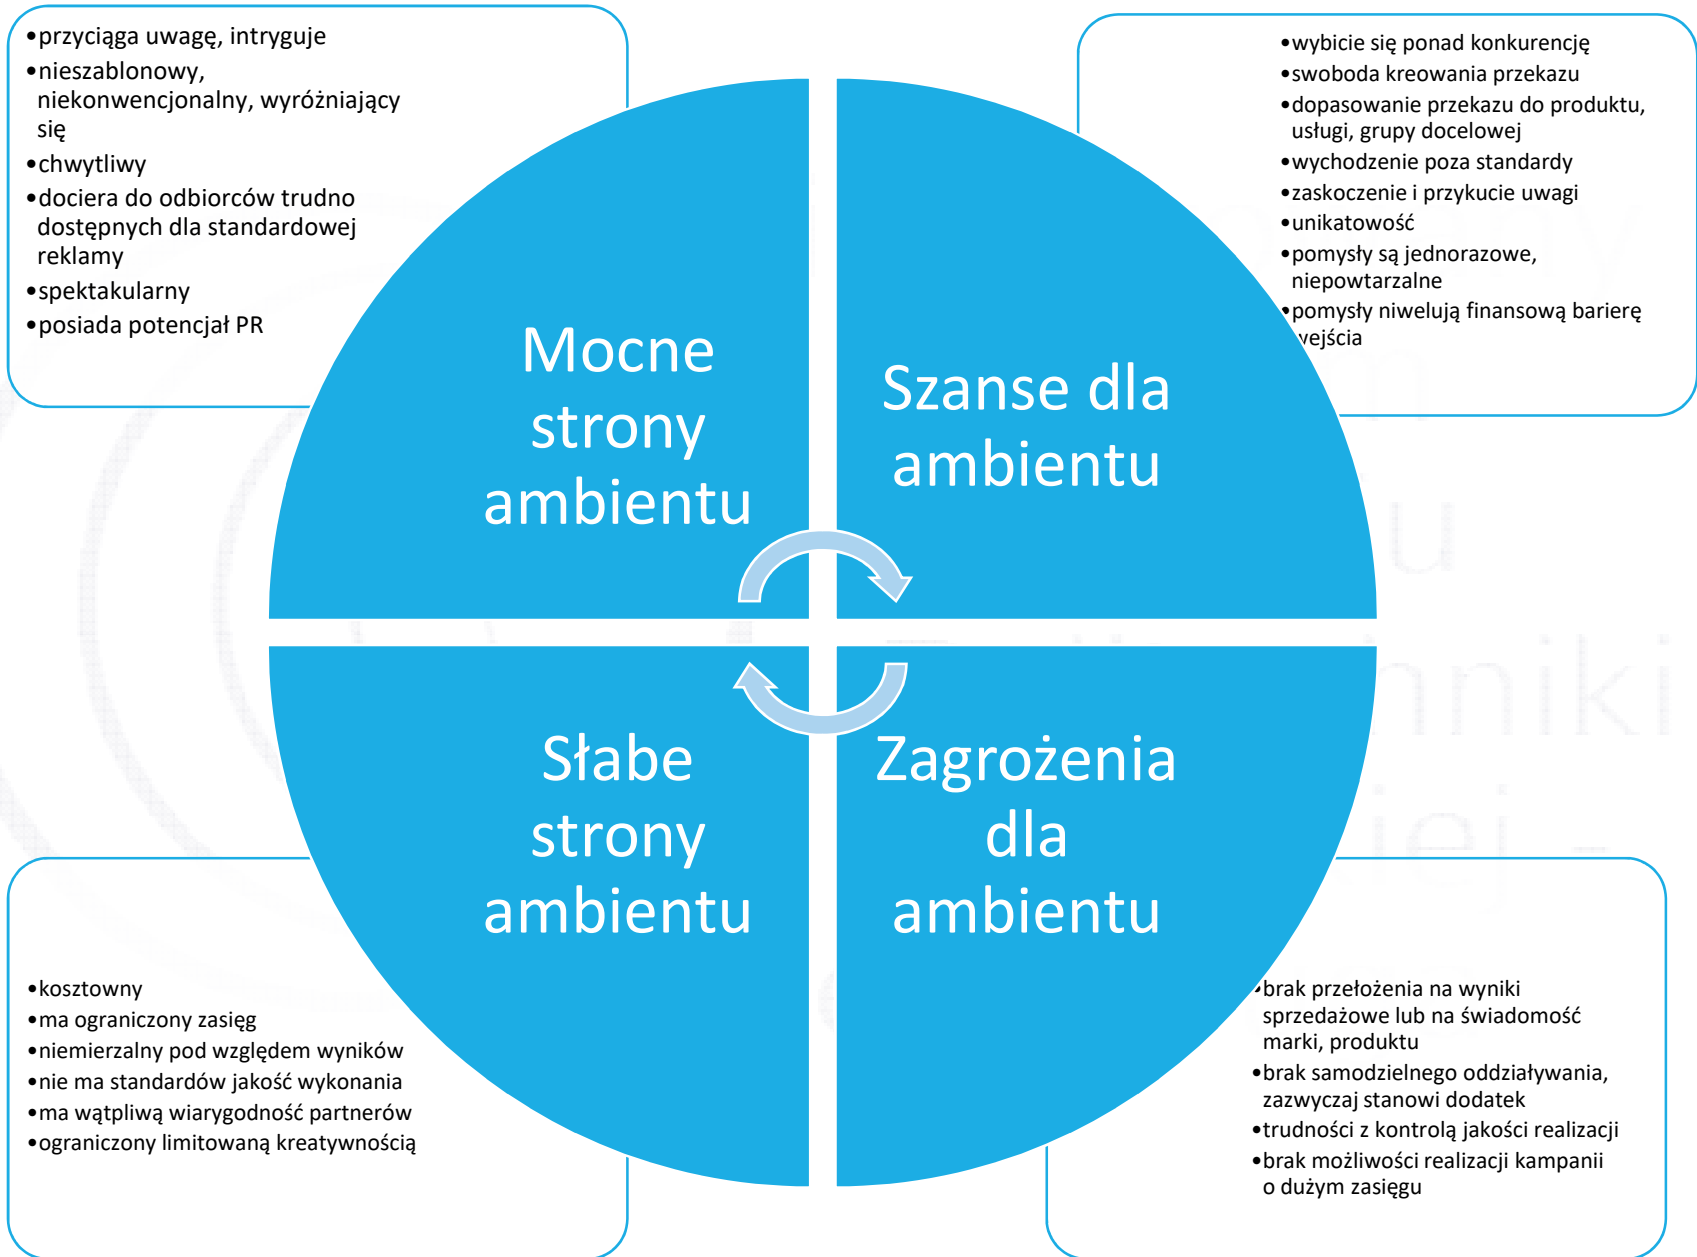 •przyciąga uwagę, intryguje
•nieszablonowy,
niekonwencjonalny, wyróżniający
się
•chwytliwy
•dociera do odbiorców trudno
dostępnych dla standardowej
reklamy
•spektakularny
•posiada potencjał PR
•wybicie się ponad konkurencję
•swoboda kreowania przekazu
•dopasowanie przekazu do produktu,
usługi, grupy docelowej
•wychodzenie poza standardy
•zaskoczenie i przykucie uwagi
•unikatowość
•pomysły są jednorazowe,
niepowtarzalne
•pomysły niwelują finansową barierę
wejścia
Mocne
strony
ambientu
Szanse dla
ambientu
Słabe
strony
ambientu
Zagrożenia
dla
ambientu
•kosztowny
•ma ograniczony zasięg
•niemierzalny pod względem wyników
•nie ma standardów jakość wykonania
•ma wątpliwą wiarygodność partnerów
•ograniczony limitowaną kreatywnością
•brak przełożenia na wyniki
sprzedażowe lub na świadomość
marki, produktu
•brak samodzielnego oddziaływania,
zazwyczaj stanowi dodatek
•trudności z kontrolą jakości realizacji
•brak możliwości realizacji kampanii
o dużym zasięgu